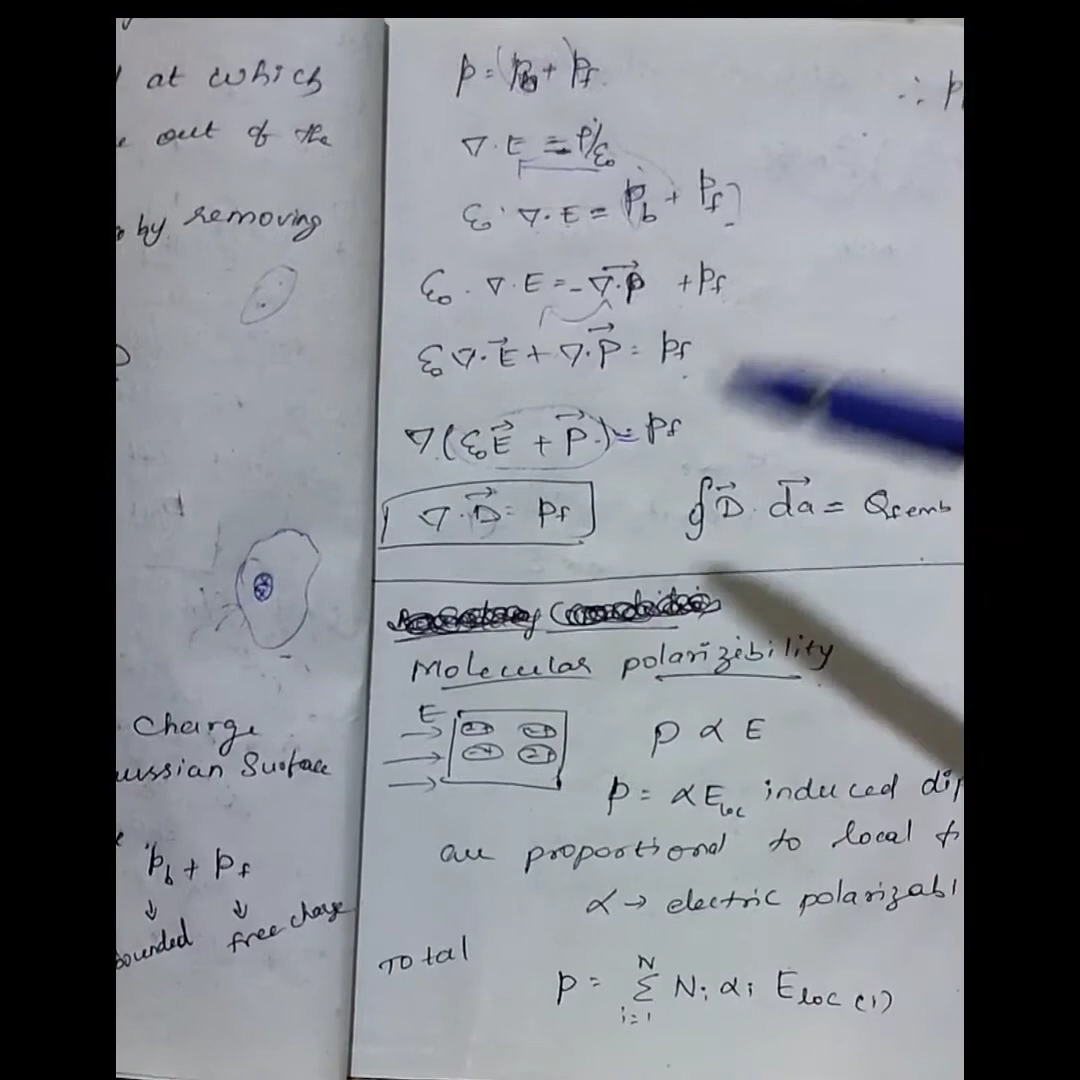 at which
out of the
by removing
Charge
ussian Surface
ρb + ρf
↓ ↓
bounded free charge
ρ = (ρb + ρf
∴ P
∇ · E = ρ/ε₀
ε₀ · ∇ · E = ρb + ρf]
ε₀ · ∇ · E = -∇ · P⃗ + ρf
ε₀ ∇ · E⃗ + ∇ · P⃗ = ρf
∇ · (ε₀E⃗ + P⃗) = ρf
∇ · D⃗ = ρf ∮D⃗ · da⃗ = Qfemb
Molecular polarizibility
E
p ∝ E
p = αEloc induced dip
are proportional to local f
α → electric polarizabl
Total
p = Σ i=1 N Ni αi Eloc (i)